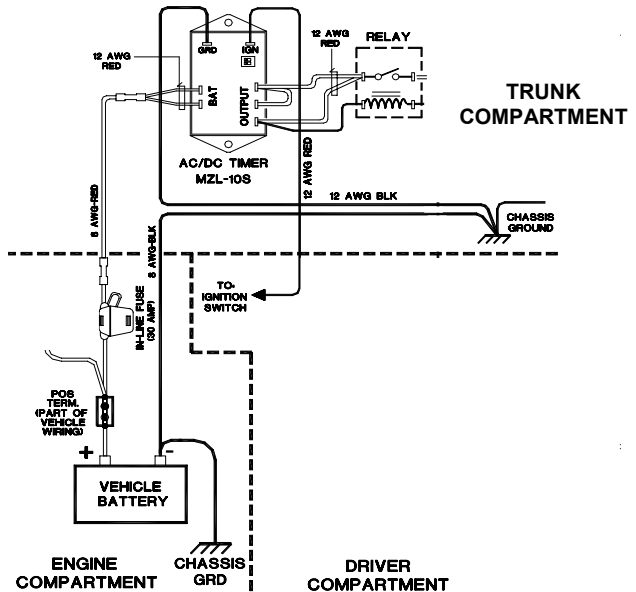 GRD
IGN
12 AWG
RED
12 AWG
RED
RELAY
BAT
OUTPUT
TRUNK
COMPARTMENT
AC/DC TIMER
MZL-10S
12 AWG RED
12 AWG BLK
8 AWG-RED
8 AWG-BLK
CHASSIS
GROUND
TO-
IGNITION
SWITCH
IN-LINE FUSE
(30 AMP)
POS
TERM.
(PART OF
VEHICLE
WIRING)
+
-
VEHICLE
BATTERY
ENGINE
COMPARTMENT
CHASSIS
GRD
DRIVER
COMPARTMENT